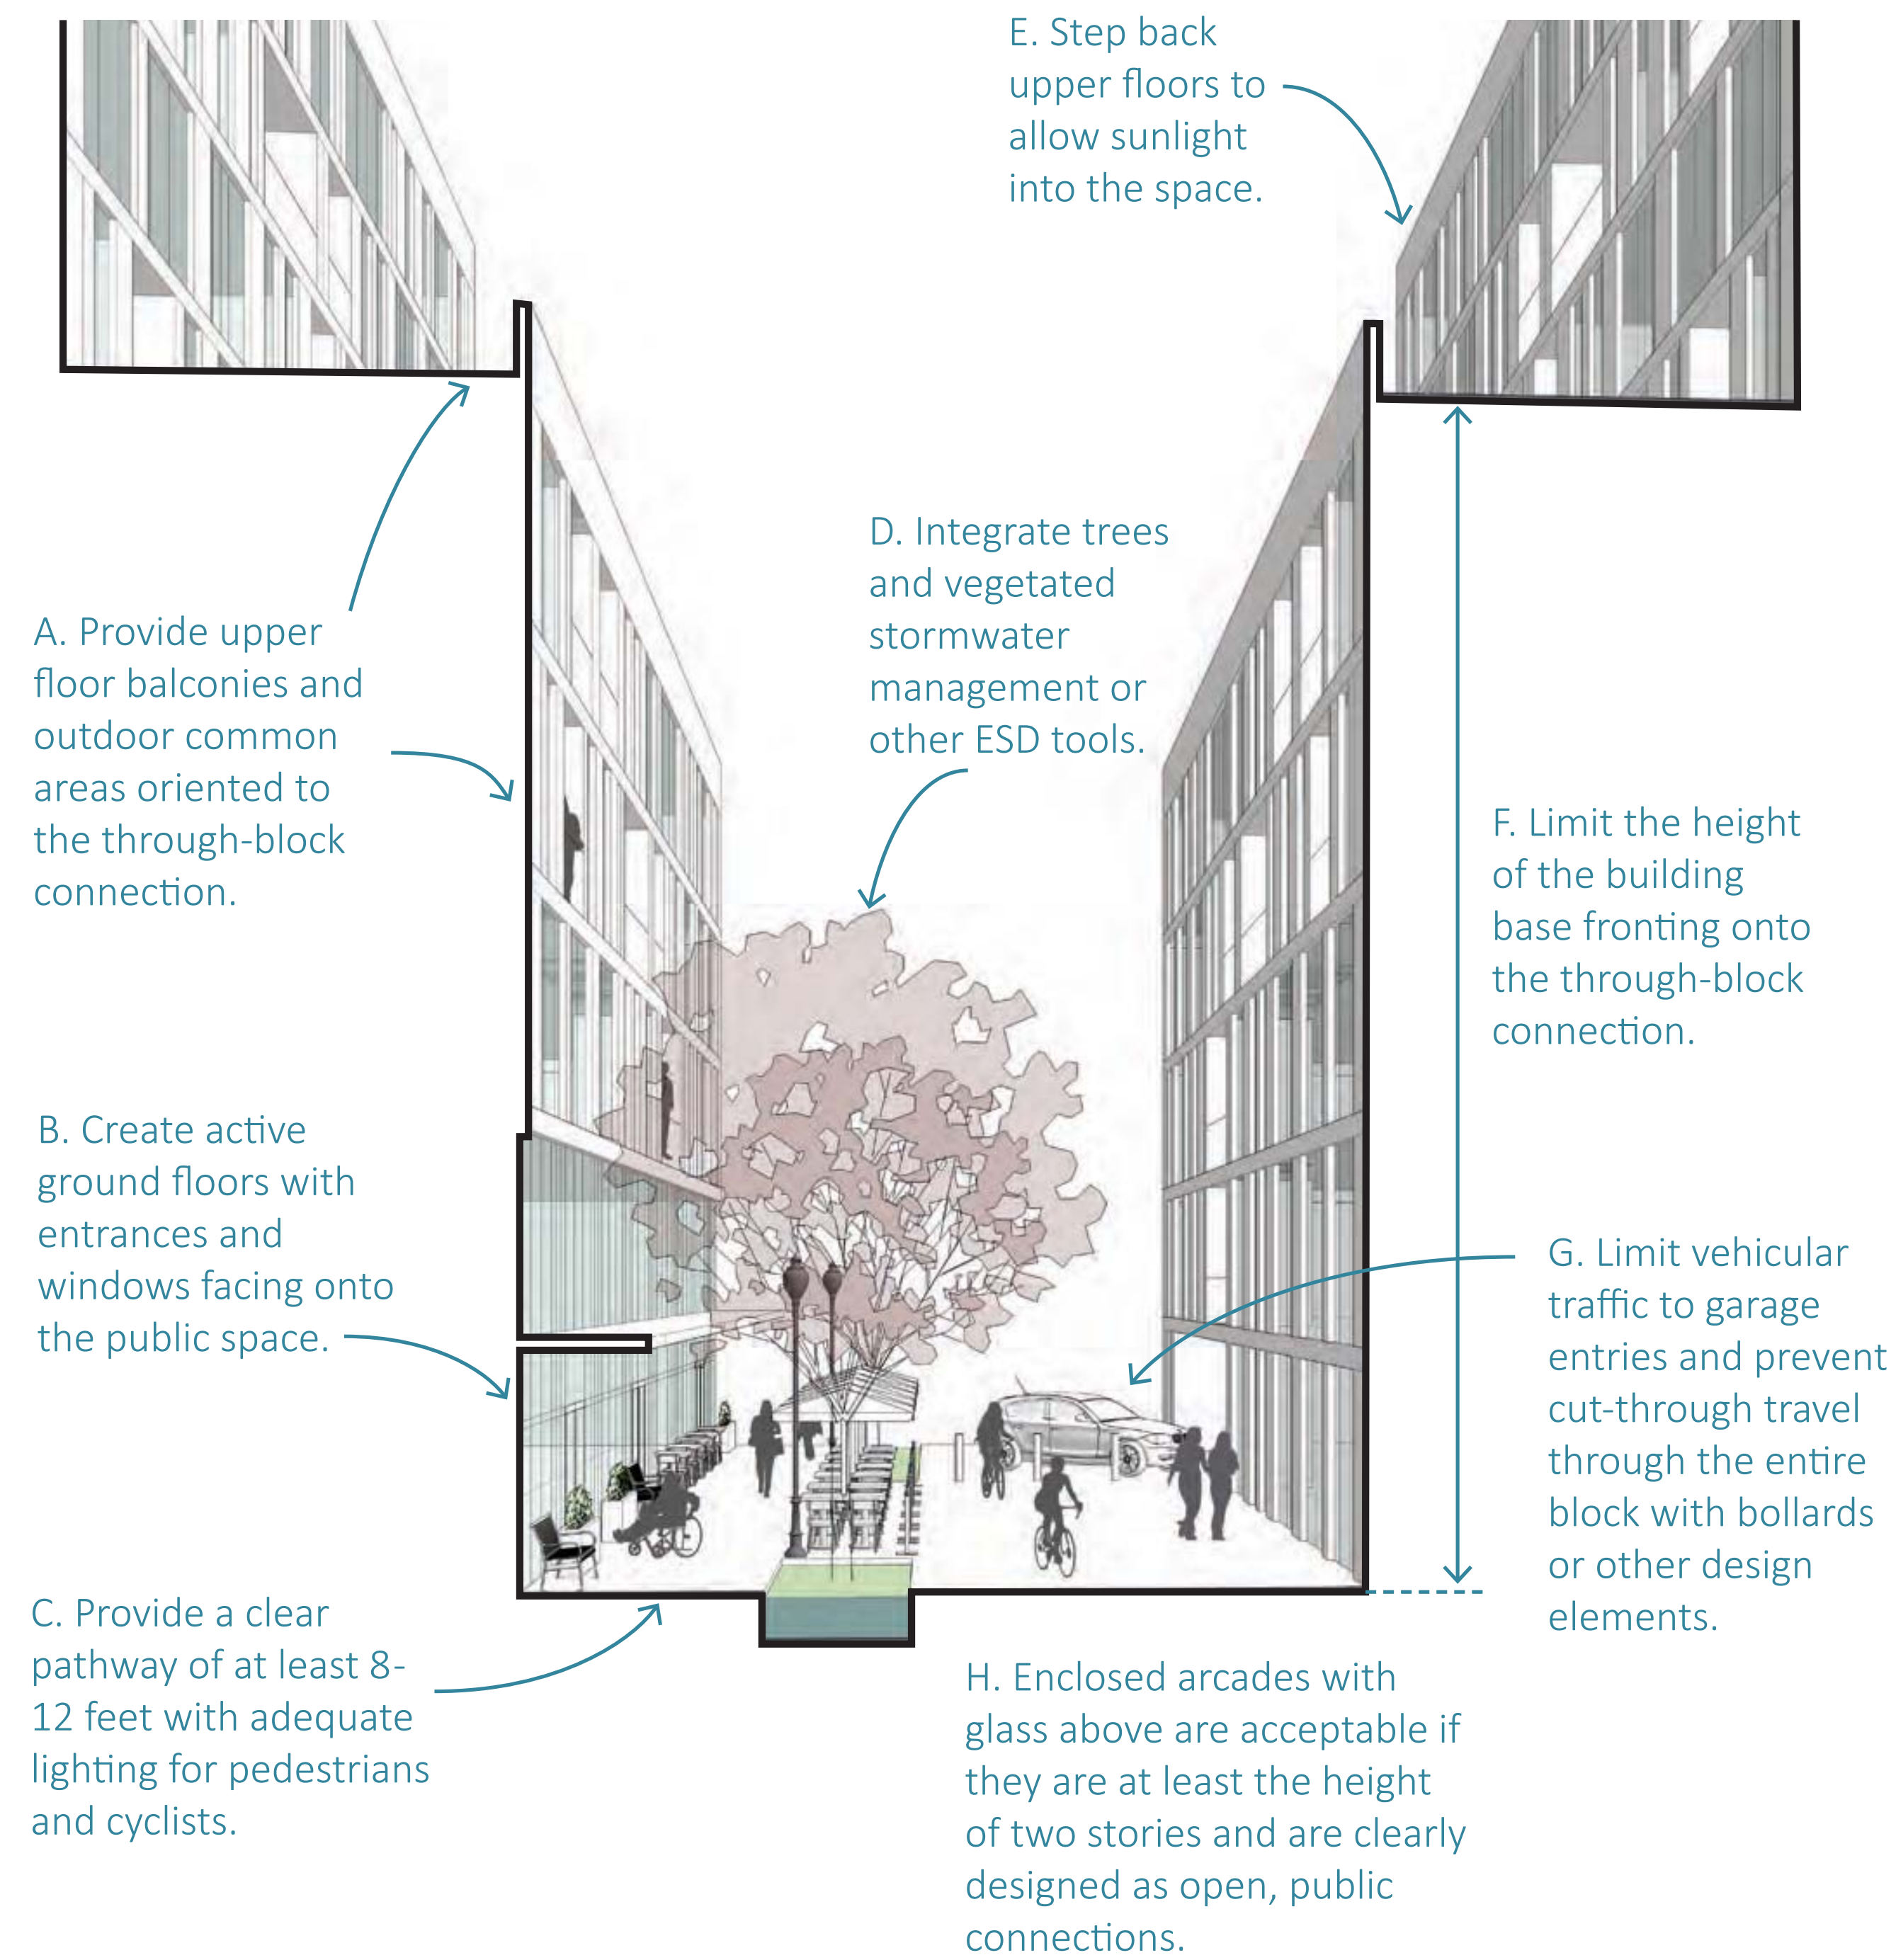 E. Step back
upper floors to
allow sunlight
into the space.
D. Integrate trees
and vegetated
stormwater
management or
other ESD tools.
A. Provide upper
floor balconies and
outdoor common
areas oriented to
the through-block
connection.
F. Limit the height
of the building
base fronting onto
the through-block
connection.
B. Create active
ground floors with
entrances and
windows facing onto
the public space.
G. Limit vehicular
traffic to garage
entries and prevent
cut-through travel
through the entire
block with bollards
or other design
elements.
C. Provide a clear
pathway of at least 8-
12 feet with adequate
lighting for pedestrians
and cyclists.
H. Enclosed arcades with
glass above are acceptable if
they are at least the height
of two stories and are clearly
designed as open, public
connections.